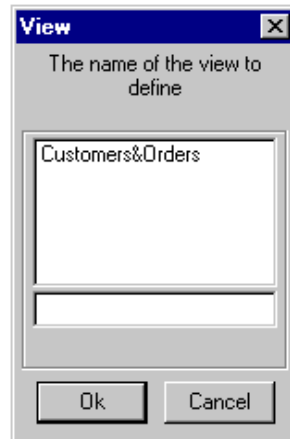 View
The name of the view to
define
Customers&Orders
Ok
Cancel